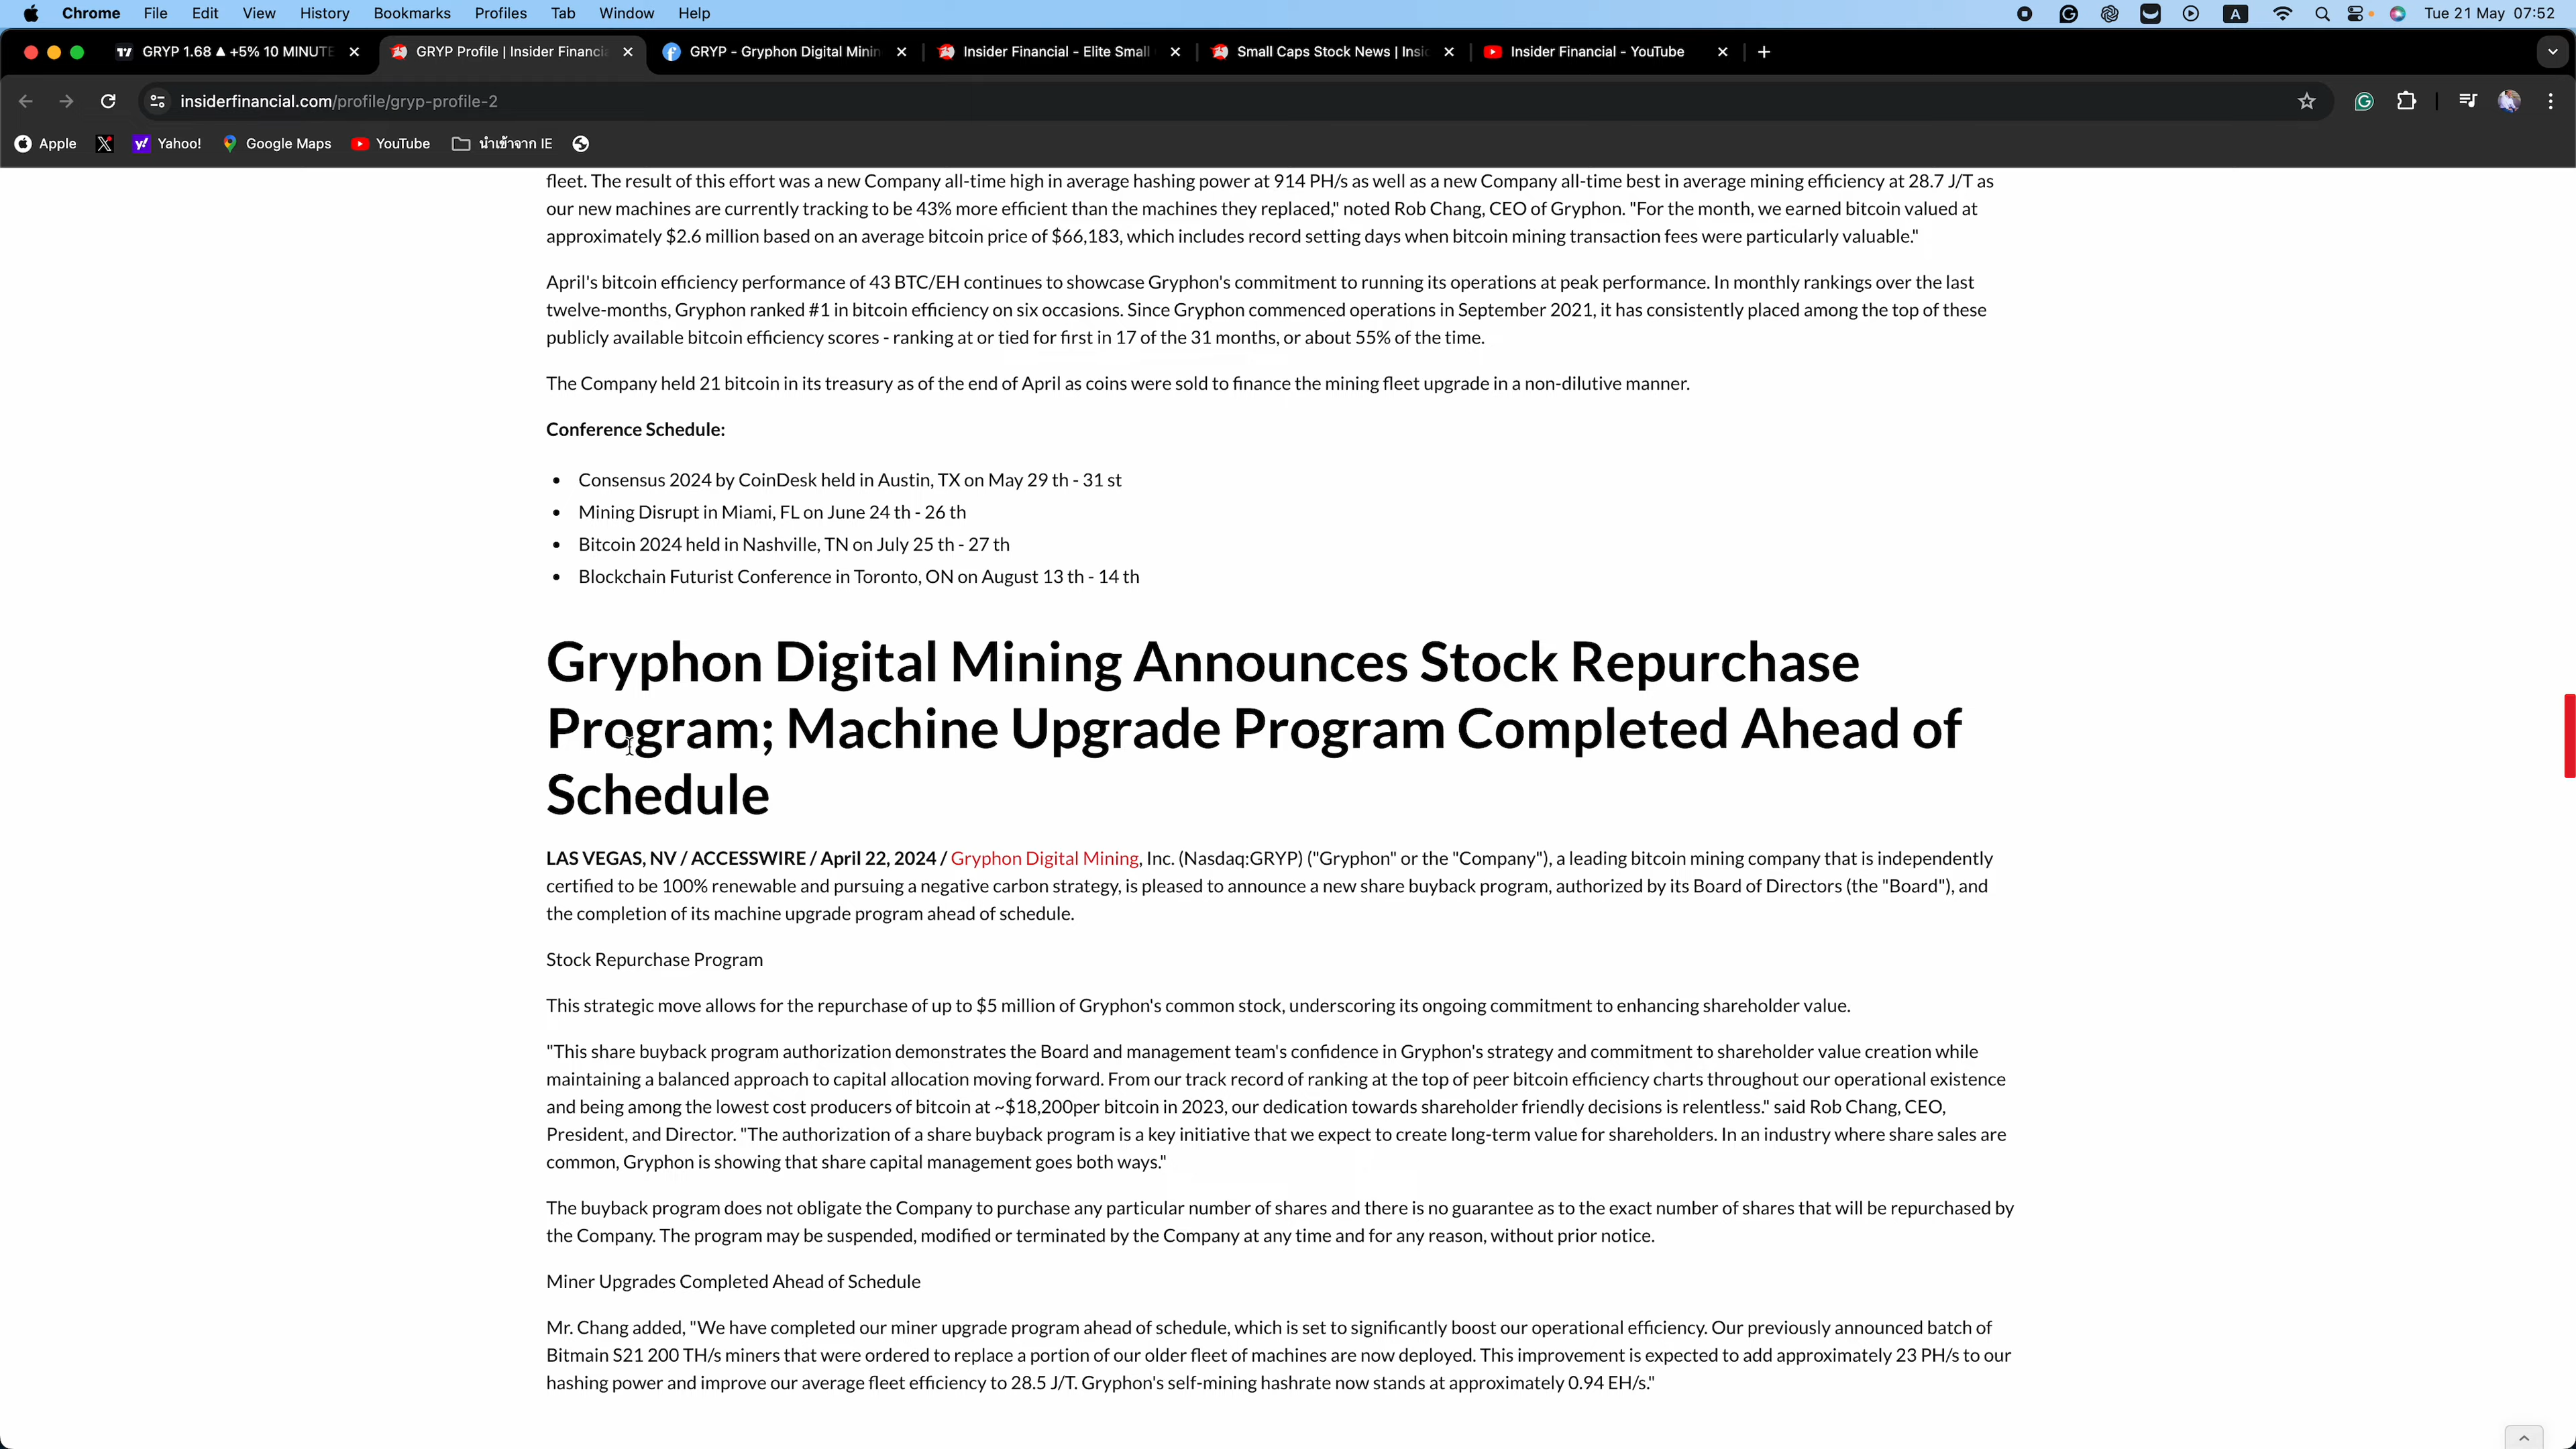 Chrome File Edit View History Bookmarks Profiles Tab Window Help A Tue 21 May 07:52
GRYP 1.68 ▲ +5% 10 MINUTE GRYP Profile | Insider Financi GRYP - Gryphon Digital Minin Insider Financial - Elite Small Small Caps Stock News | Insi Insider Financial - YouTube
insiderfinancial.com/profile/gryp-profile-2
Apple Yahoo! Google Maps YouTube นำเข้าจาก IE
fleet. The result of this effort was a new Company all-time high in average hashing power at 914 PH/s as well as a new Company all-time best in average mining efficiency at 28.7 J/T as
our new machines are currently tracking to be 43% more efficient than the machines they replaced," noted Rob Chang, CEO of Gryphon. "For the month, we earned bitcoin valued at
approximately $2.6 million based on an average bitcoin price of $66,183, which includes record setting days when bitcoin mining transaction fees were particularly valuable."
April's bitcoin efficiency performance of 43 BTC/EH continues to showcase Gryphon's commitment to running its operations at peak performance. In monthly rankings over the last
twelve-months, Gryphon ranked #1 in bitcoin efficiency on six occasions. Since Gryphon commenced operations in September 2021, it has consistently placed among the top of these
publicly available bitcoin efficiency scores - ranking at or tied for first in 17 of the 31 months, or about 55% of the time.
The Company held 21 bitcoin in its treasury as of the end of April as coins were sold to finance the mining fleet upgrade in a non-dilutive manner.
Conference Schedule:
• Consensus 2024 by CoinDesk held in Austin, TX on May 29 th - 31 st
• Mining Disrupt in Miami, FL on June 24 th - 26 th
• Bitcoin 2024 held in Nashville, TN on July 25 th - 27 th
• Blockchain Futurist Conference in Toronto, ON on August 13 th - 14 th
Gryphon Digital Mining Announces Stock Repurchase
Program; Machine Upgrade Program Completed Ahead of
Schedule
LAS VEGAS, NV / ACCESSWIRE / April 22, 2024 / Gryphon Digital Mining, Inc. (Nasdaq:GRYP) ("Gryphon" or the "Company"), a leading bitcoin mining company that is independently
certified to be 100% renewable and pursuing a negative carbon strategy, is pleased to announce a new share buyback program, authorized by its Board of Directors (the "Board"), and
the completion of its machine upgrade program ahead of schedule.
Stock Repurchase Program
This strategic move allows for the repurchase of up to $5 million of Gryphon's common stock, underscoring its ongoing commitment to enhancing shareholder value.
"This share buyback program authorization demonstrates the Board and management team's confidence in Gryphon's strategy and commitment to shareholder value creation while
maintaining a balanced approach to capital allocation moving forward. From our track record of ranking at the top of peer bitcoin efficiency charts throughout our operational existence
and being among the lowest cost producers of bitcoin at ~$18,200per bitcoin in 2023, our dedication towards shareholder friendly decisions is relentless." said Rob Chang, CEO,
President, and Director. "The authorization of a share buyback program is a key initiative that we expect to create long-term value for shareholders. In an industry where share sales are
common, Gryphon is showing that share capital management goes both ways."
The buyback program does not obligate the Company to purchase any particular number of shares and there is no guarantee as to the exact number of shares that will be repurchased by
the Company. The program may be suspended, modified or terminated by the Company at any time and for any reason, without prior notice.
Miner Upgrades Completed Ahead of Schedule
Mr. Chang added, "We have completed our miner upgrade program ahead of schedule, which is set to significantly boost our operational efficiency. Our previously announced batch of
Bitmain S21 200 TH/s miners that were ordered to replace a portion of our older fleet of machines are now deployed. This improvement is expected to add approximately 23 PH/s to our
hashing power and improve our average fleet efficiency to 28.5 J/T. Gryphon's self-mining hashrate now stands at approximately 0.94 EH/s."